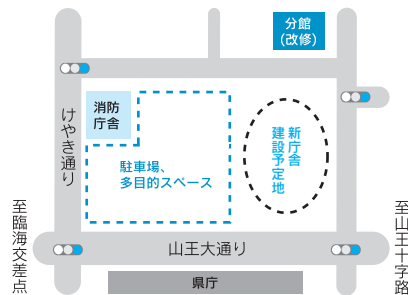 分館
(改修)
消防
庁舎
けやき通り
新庁舎
建設予定地
駐車場、
多目的スペース
至臨海交差点
至山王十字路
山王大通り
県庁